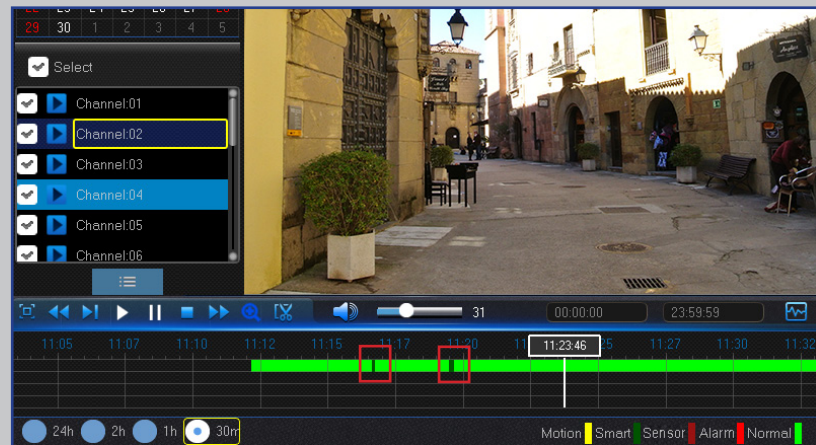 29 30 1 2 3 4 5
Select
Channel:01
Channel:02
Channel:03
Channel:04
Channel:05
Channel:06
31 00:00:00 23:59:59
11:05 11:07 11:10 11:12 11:15 11:17 11:20 11:23:46 25 11:27 11:30 11:32
24h 2h 1h 30m Motion Smart Sensor Alarm Normal